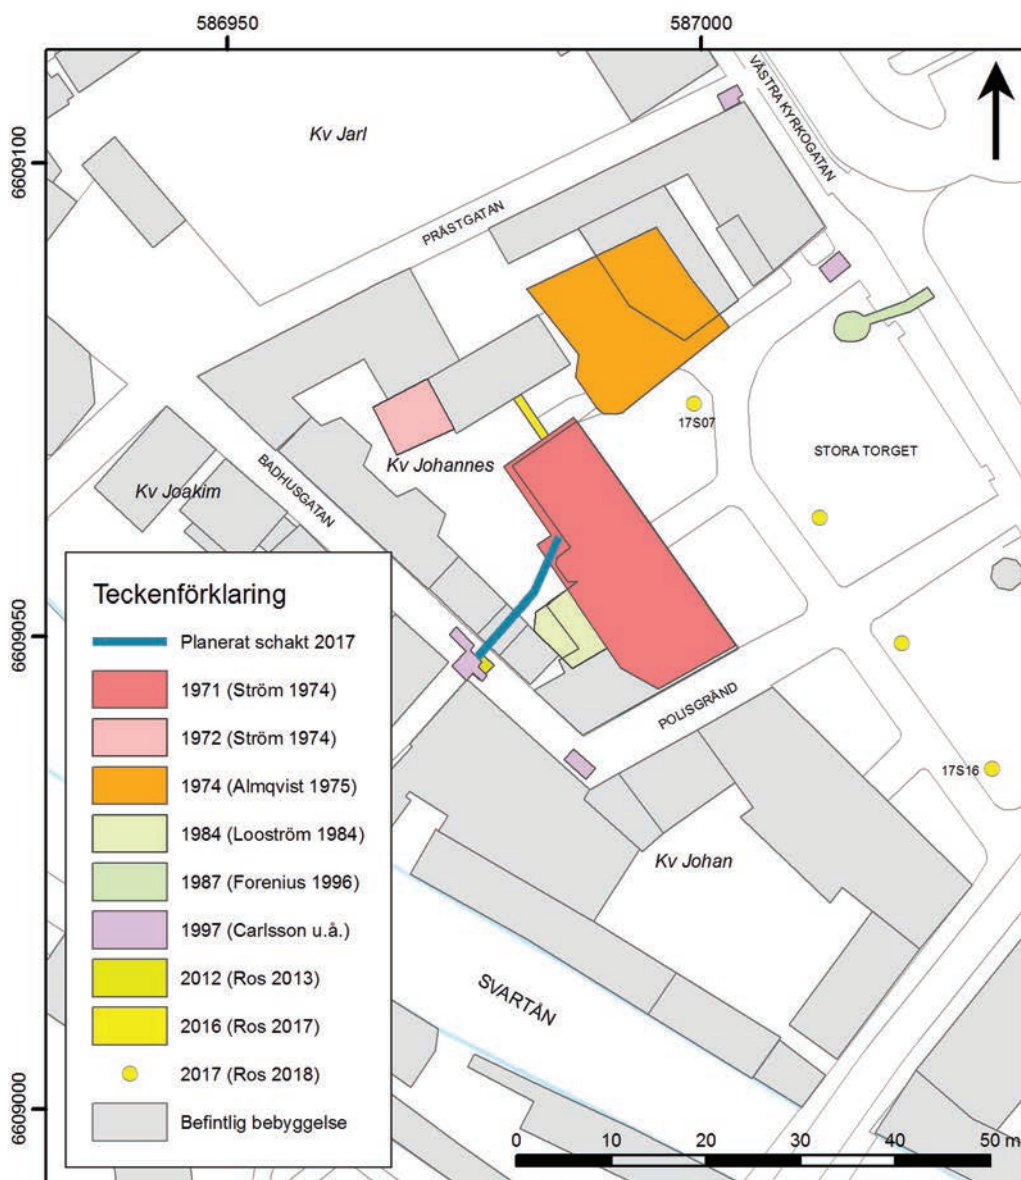 586950
587000
6609100
6609050
6609000
Kv Jarl
VÄSTRA KYRKOGATAN
PRÄSTGATAN
17S07
STORA TORGET
Kv Johannes
BADHUSGATAN
Kv Joakim
POLISGRÄND
17S16
Kv Johan
SVARTÅN
Teckenförklaring
Planerat schakt 2017
1971 (Ström 1974)
1972 (Ström 1974)
1974 (Almqvist 1975)
1984 (Looström 1984)
1987 (Forenius 1996)
1997 (Carlsson u.å.)
2012 (Ros 2013)
2016 (Ros 2017)
2017 (Ros 2018)
Befintlig bebyggelse
0 10 20 30 40 50 m